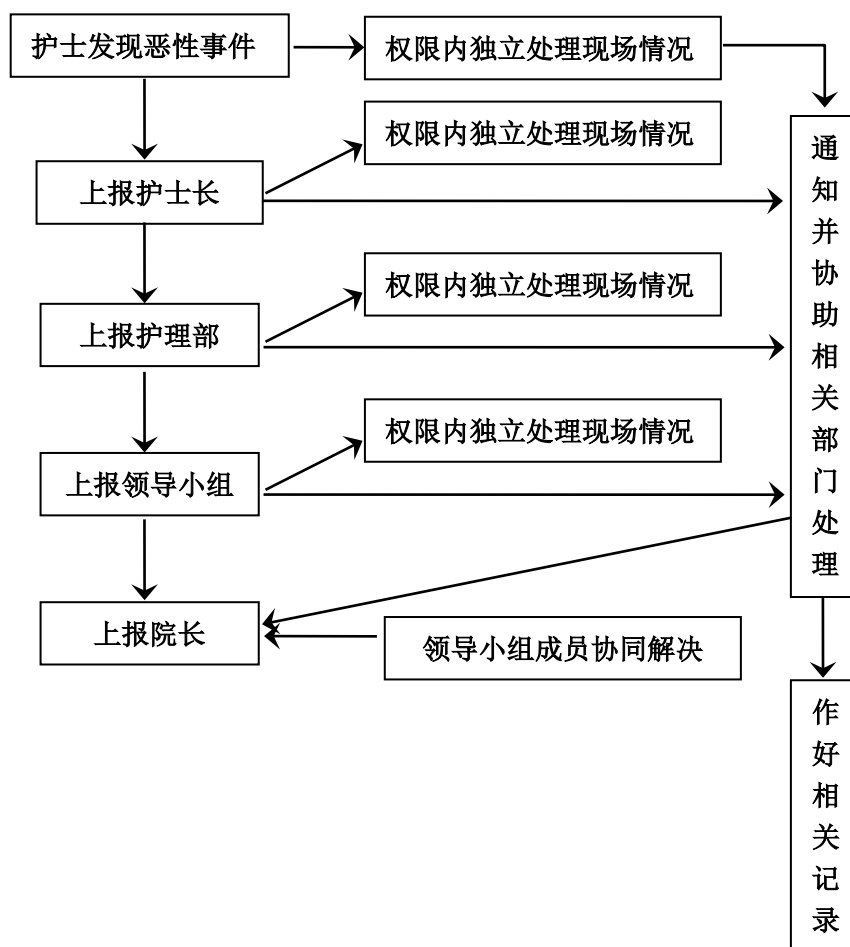 护士发现恶性事件
权限内独立处理现场情况
权限内独立处理现场情况
上报护士长
权限内独立处理现场情况
上报护理部
权限内独立处理现场情况
上报领导小组
上报院长
领导小组成员协同解决
通知并协助相关部门处理
作好相关记录